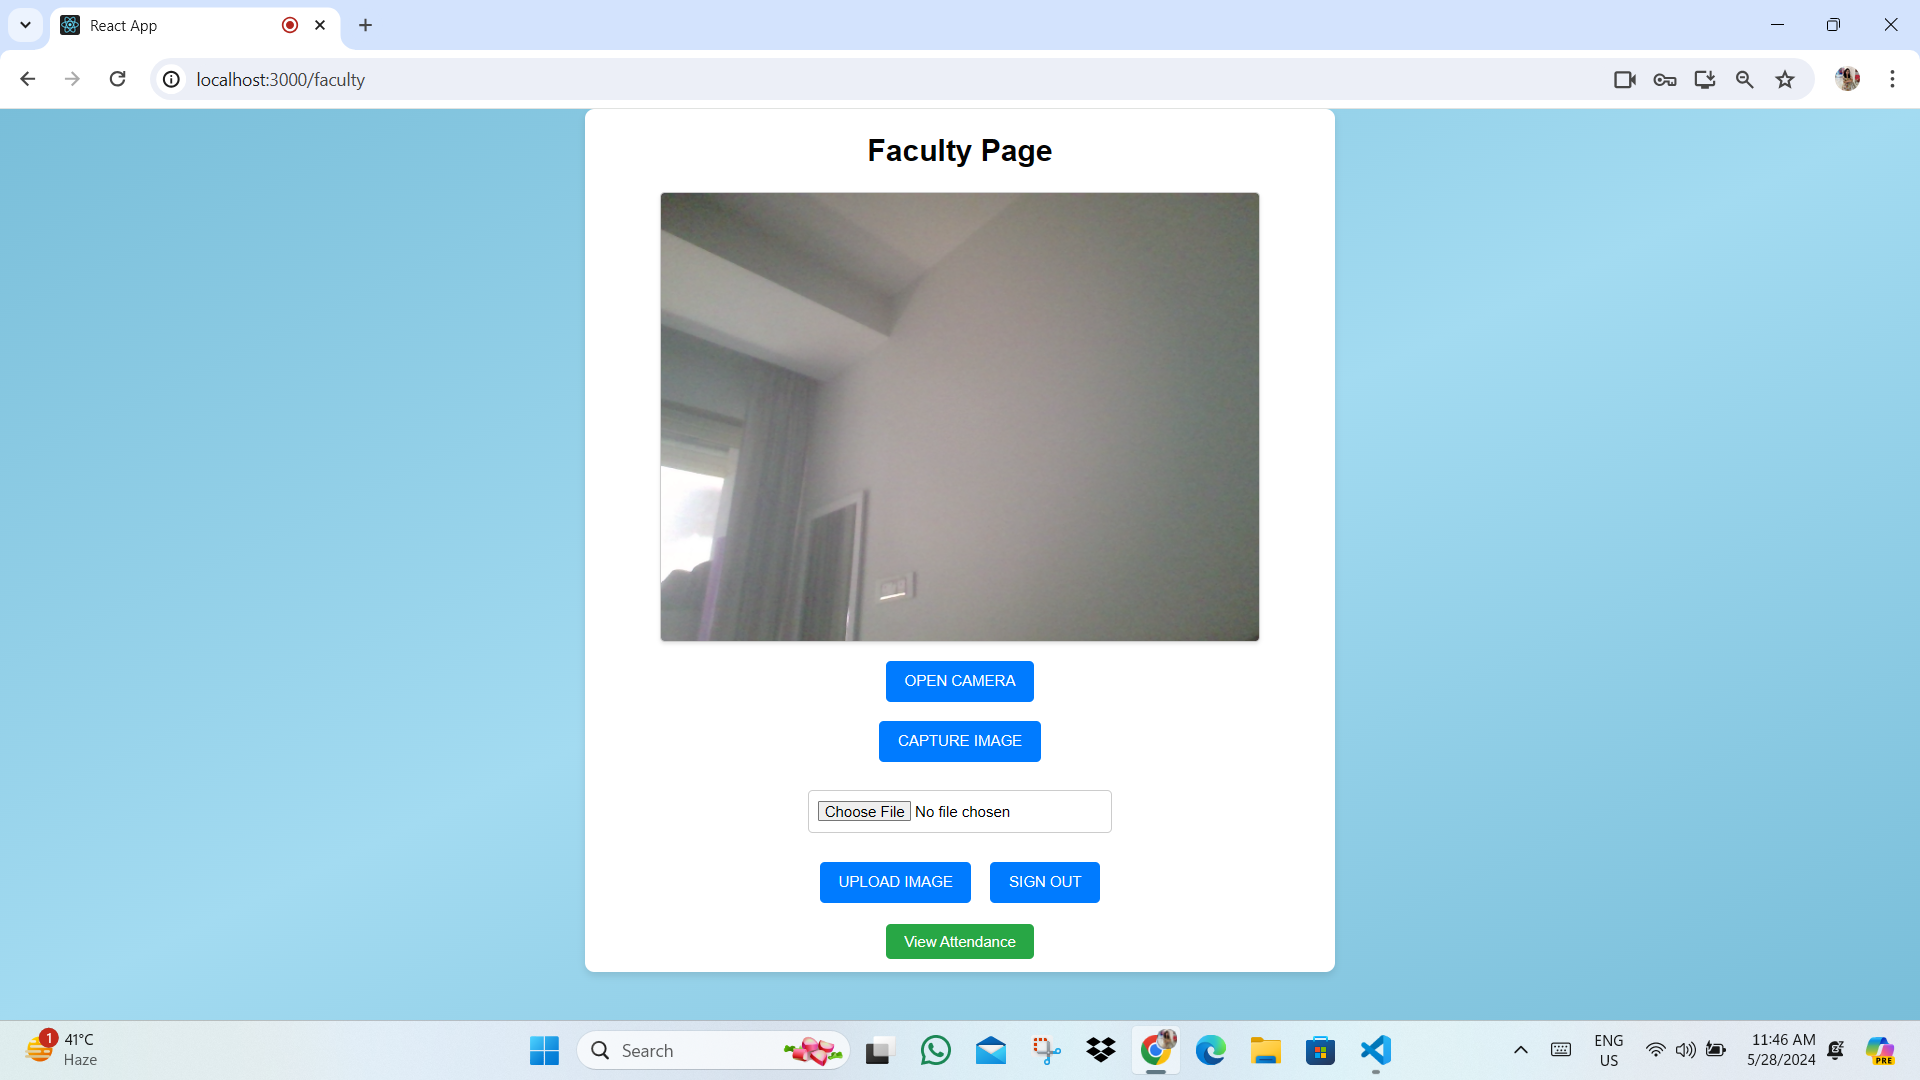 React App
localhost:3000/faculty
Faculty Page
OPEN CAMERA
CAPTURE IMAGE
Choose File No file chosen
UPLOAD IMAGE
SIGN OUT
View Attendance
1
41°C
Haze
Search
ENG
US
11:46 AM
5/28/2024
PRE